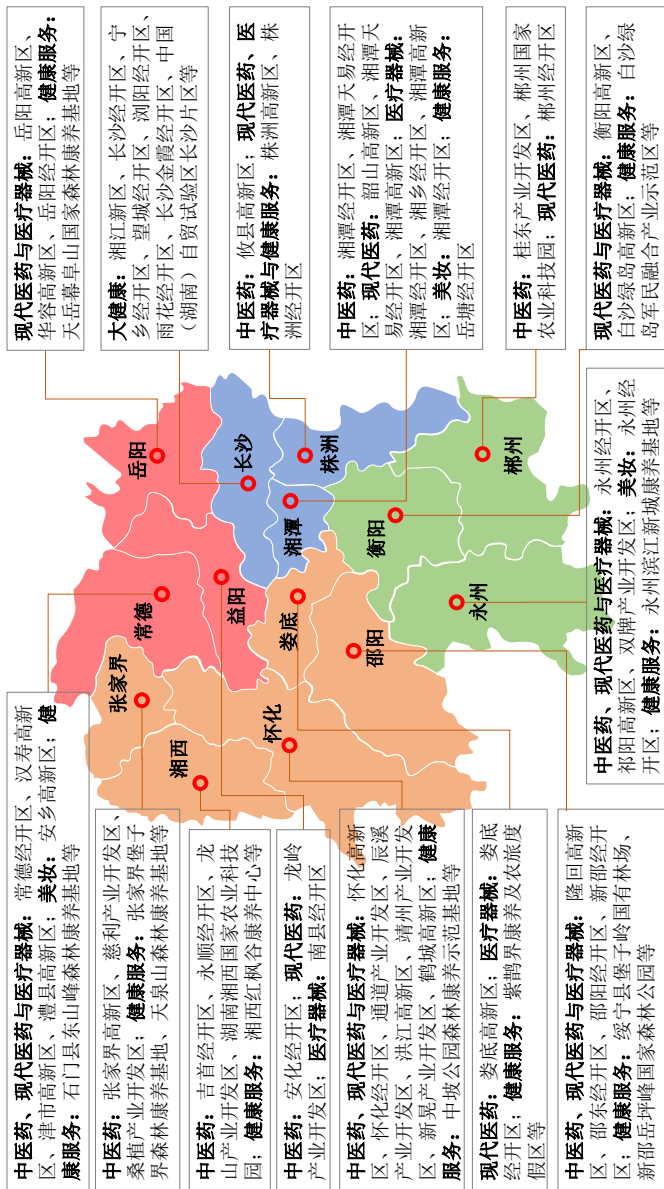 现代医药与医疗器械：岳阳高新区、
华容高新区、岳阳经开区；健康服务：
天岳幕阜山国家森林康养基地等
大健康：湘江新区、长沙经开区、宁
乡经开区、望城经开区、浏阳经开区、
雨花经开区、长沙金霞经开区、中国
（湖南）自贸试验区长沙片区等
中医药：攸县高新区；现代医药、医
疗器械与健康服务：株洲高新区、株
洲经开区
中医药：湘潭经开区、湘潭天易经开
区；现代医药：韶山高新区、湘潭天
易经开区、湘潭高新区；医疗器械：
湘潭经开区、湘乡经开区、湘潭高新
区；美妆：湘潭经开区；健康服务：
岳塘经开区
中医药：桂东产业开发区、郴州国家
农业科技园；现代医药：郴州经开区
现代医药与医疗器械：衡阳高新区、
白沙绿岛高新区；健康服务：白沙绿
岛军民融合产业示范区等
岳阳
长沙
株洲
湘潭
常德
益阳
张家界
湘西
怀化
娄底
邵阳
衡阳
郴州
永州
中医药、现代医药与医疗器械：永州经开区、
祁阳高新区、双牌产业开发区；美妆：永州经
开区；健康服务：永州滨江新城康养基地等
中医药、现代医药与医疗器械：常德经开区、汉寿高新
区、津市高新区、澧县高新区；美妆：安乡高新区；健
康服务：石门县东山峰森林康养基地等
中医药：张家界高新区、慈利产业开发区、
桑植产业开发区；健康服务：张家界堡子
界森林康养基地、天泉山森林康养基地等
中医药：吉首经开区、永顺经开区、龙
山产业开发区、湖南湘西国家农业科技
园；健康服务：湘西红枫谷康养中心等
中医药：安化经开区；现代医药：龙岭
产业开发区；医疗器械：南县经开区
中医药、现代医药与医疗器械：怀化高新
区、怀化经开区、通道产业开发区、辰溪
产业开发区、洪江高新区、靖州产业开发
区、新晃产业开发区、鹤城高新区；健康
服务：中坡公园森林康养示范基地等
现代医药：娄底高新区；医疗器械：娄底
经开区；健康服务：紫鹊界康养及农旅度
假区等
中医药、现代医药与医疗器械：隆回高新
区、邵东经开区、邵阳经开区、新邵经开
区；健康服务：绥宁县堡子岭国有林场、
新邵岳坪峰国家森林公园等